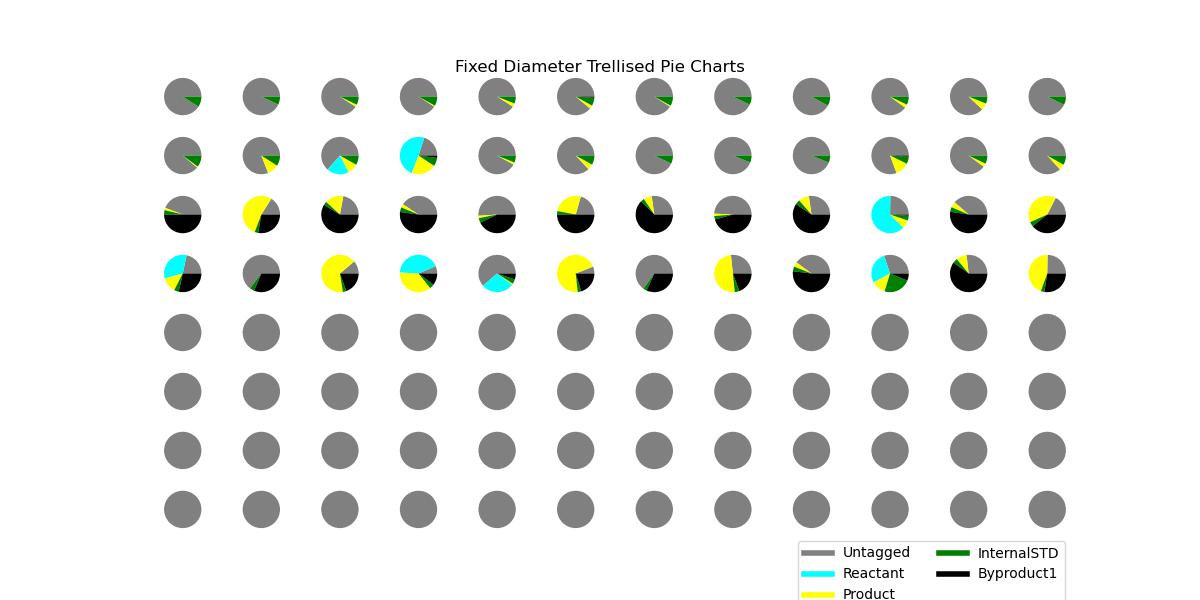 Fixed Diameter Trellised Pie Charts
Untagged
Reactant
Product
InternalSTD
Byproduct1